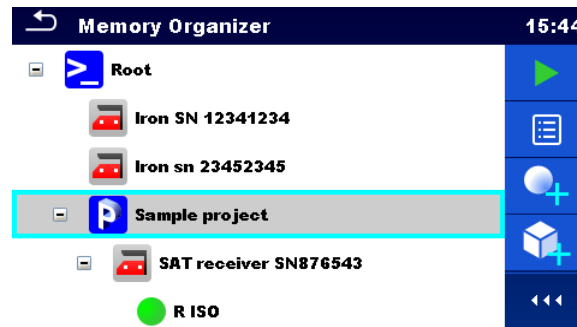 Memory Organizer 15:44
Root
Iron SN 12341234
Iron sn 23452345
Sample project
SAT receiver SN876543
R ISO